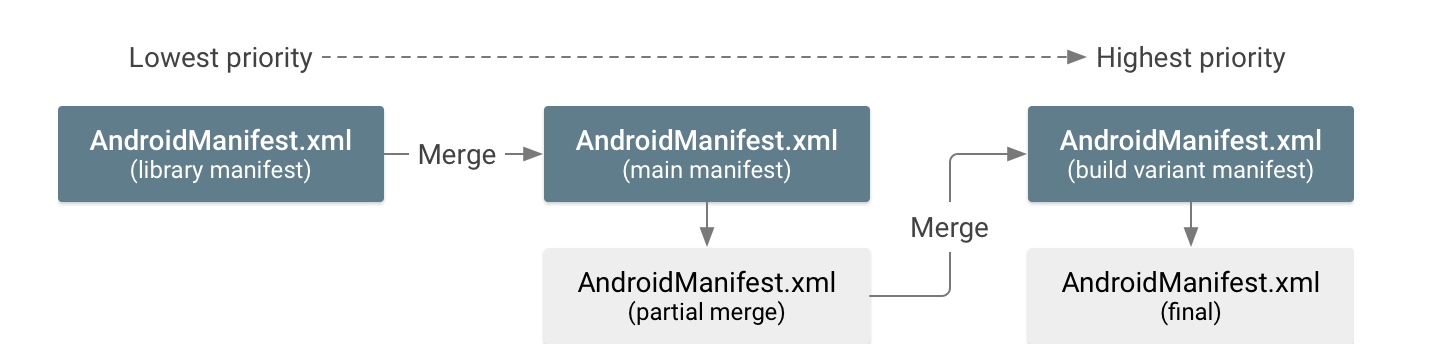 Lowest priority
Highest priority
AndroidManifest.xml
(library manifest)
Merge
AndroidManifest.xml
(main manifest)
AndroidManifest.xml
(build variant manifest)
Merge
AndroidManifest.xml
(partial merge)
AndroidManifest.xml
(final)